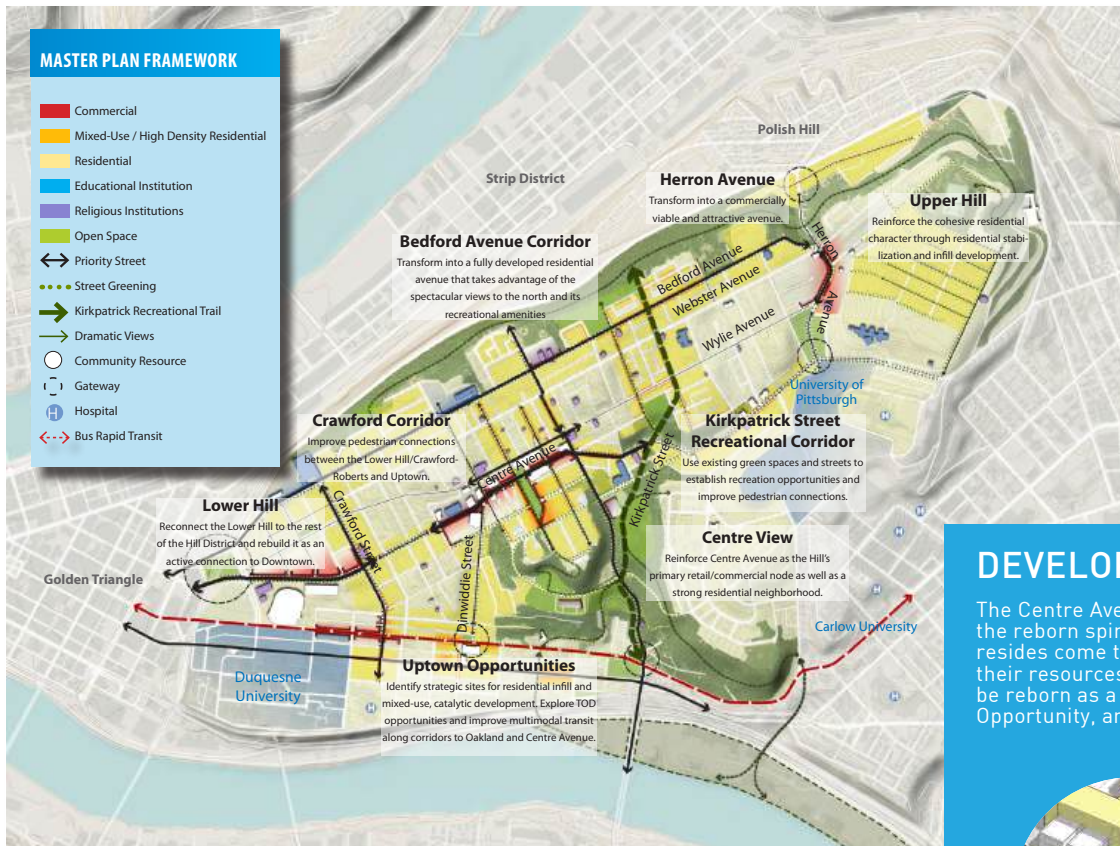 MASTER PLAN FRAMEWORK
Commercial
Mixed-Use / High Density Residential
Residential
Educational Institution
Religious Institutions
Open Space
Priority Street
Street Greening
Kirkpatrick Recreational Trail
Dramatic Views
Community Resource
Gateway
H Hospital
Bus Rapid Transit
Polish Hill
Strip District
Herron Avenue
Transform into a commercially
viable and attractive avenue.
Upper Hill
Reinforce the cohesive residential
character through residential stabi-
lization and infill development.
Bedford Avenue Corridor
Transform into a fully developed residential
avenue that takes advantage of the
spectacular views to the north and its
recreational amenities
Herron
Avenue
Bedford Avenue
Webster Avenue
Wylie Avenue
University of
Pittsburgh
H
Crawford Corridor
Improve pedestrian connections
between the Lower Hill/Crawford-
Roberts and Uptown.
Centre Avenue
Kirkpatrick Street
Recreational Corridor
Use existing green spaces and streets to
establish recreation opportunities and
improve pedestrian connections.
Kirkpatrick Street
H
H
H
Lower Hill
Reconnect the Lower Hill to the rest
of the Hill District and rebuild it as an
active connection to Downtown.
Crawford Street
Dinwiddie Street
Centre View
Reinforce Centre Avenue as the Hill's
primary retail/commercial node as well as a
strong residential neighborhood.
Golden Triangle
H
Carlow University
Duquesne
University
Uptown Opportunities
Identify strategic sites for residential infill and
mixed-use, catalytic development. Explore TOD
opportunities and improve multimodal transit
along corridors to Oakland and Centre Avenue.
H
H
DEVELO
The Centre Ave
the reborn spir
resides come t
their resources
be reborn as a
Opportunity, an